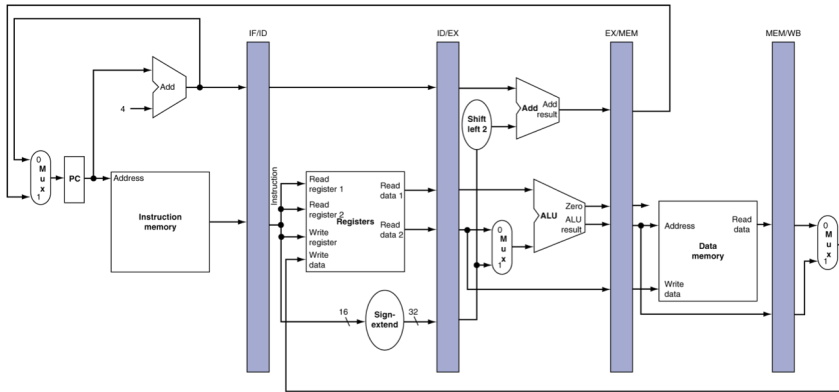 IF/ID
ID/EX
EX/MEM
MEM/WB
Add
4
Add
Add
result
Shift
left 2
0
M
u
x
1
PC
Address
Instruction
memory
Instruction
Read
register 1
Read
register 2
Write
register
Write
data
Registers
Read
data 1
Read
data 2
0
M
u
x
1
ALU
Zero
ALU
result
Address
Write
data
Read
data
Data
memory
0
M
u
x
1
16
Sign-
extend
32